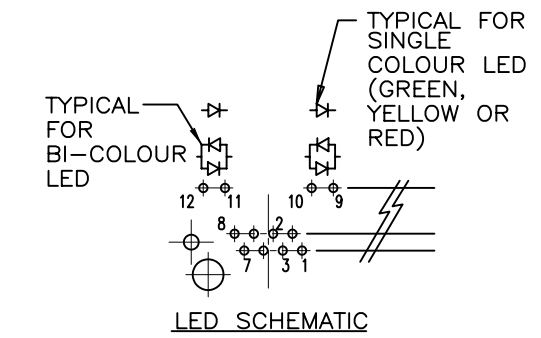 TYPICAL FOR
SINGLE
COLOUR LED
(GREEN,
YELLOW OR
RED)
TYPICAL
FOR
BI-COLOUR
LED
12 11 10 9
8 2
7 3 1
LED SCHEMATIC